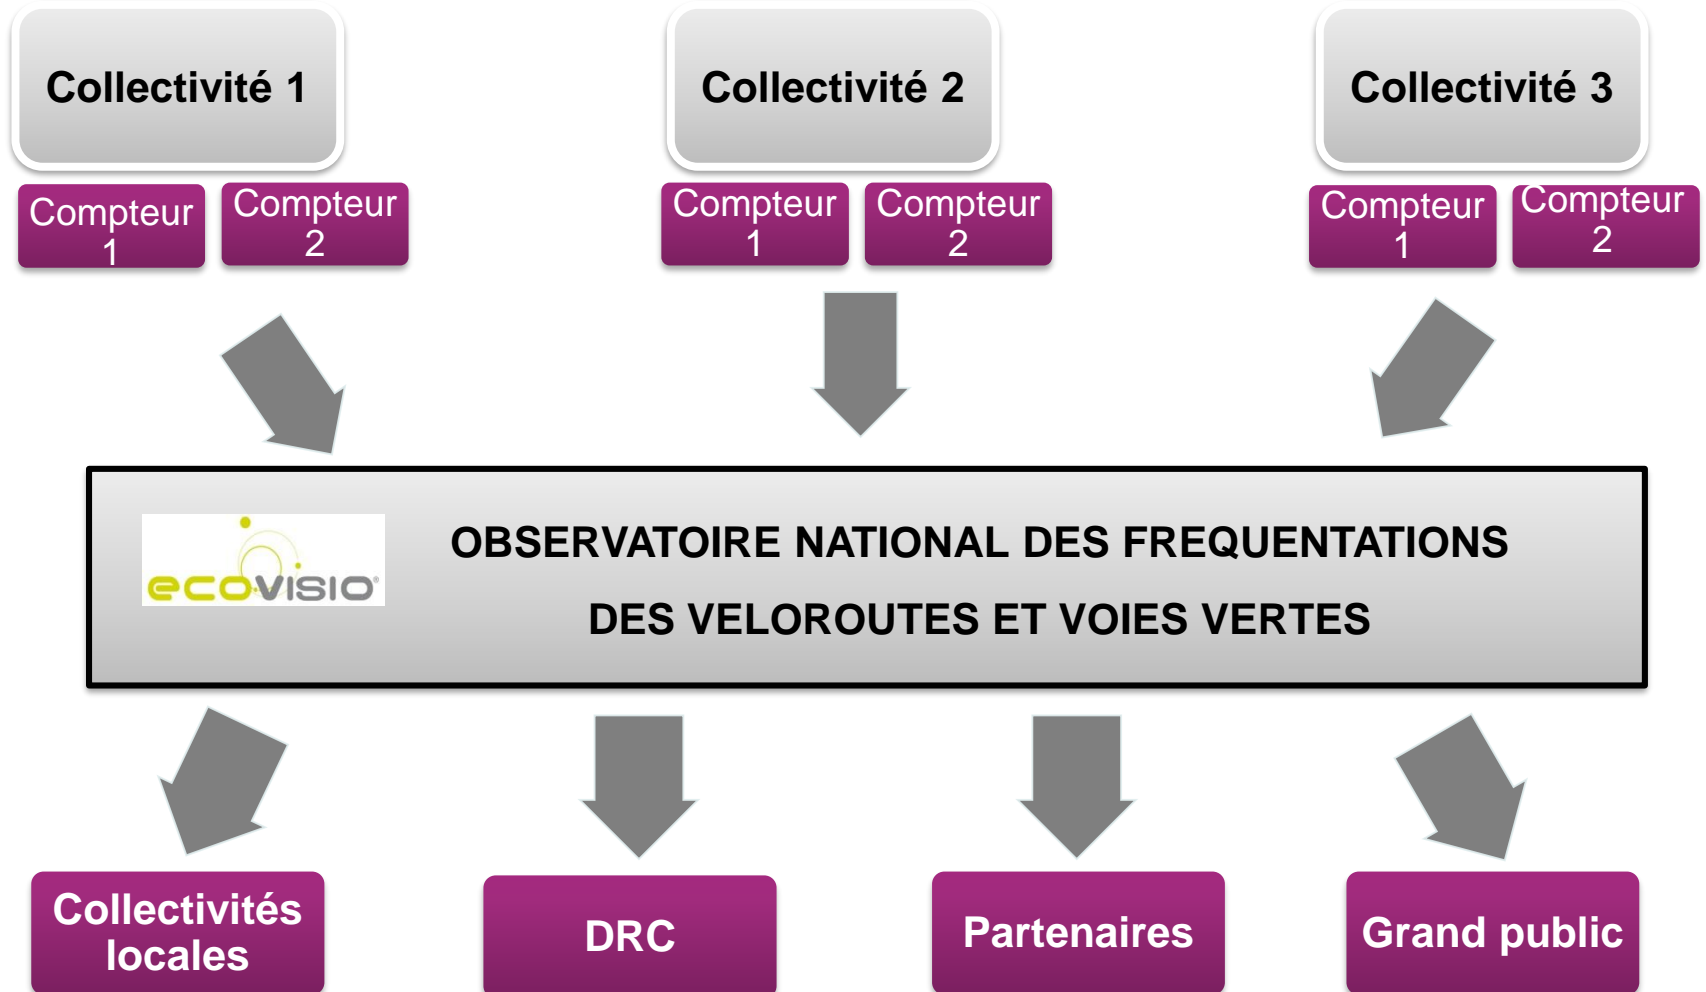 Collectivité 1
Collectivité 2
Collectivité 3
Compteur
1
Compteur
2
Compteur
1
Compteur
2
Compteur
1
Compteur
2
ecovisio®
OBSERVATOIRE NATIONAL DES FREQUENTATIONS
DES VELOROUTES ET VOIES VERTES
Collectivités
locales
DRC
Partenaires
Grand public